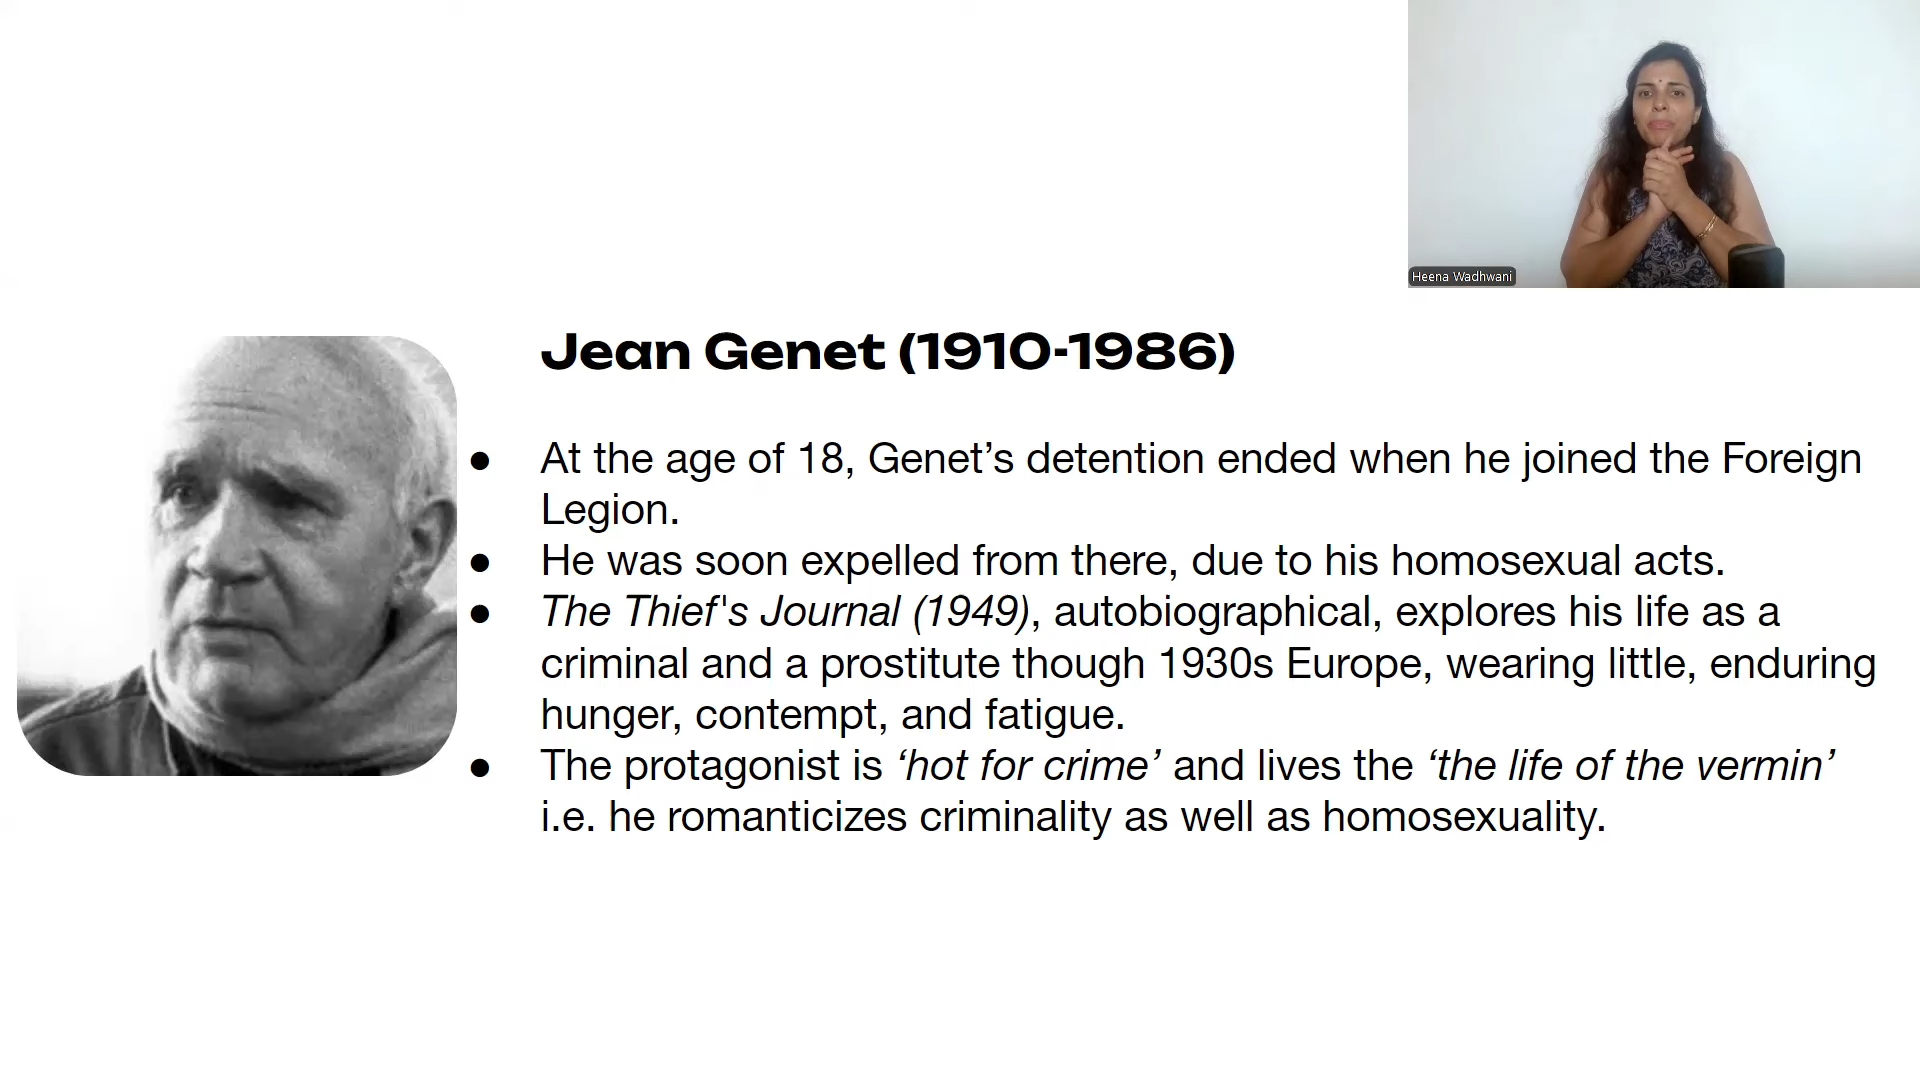 Heena Wadhwani
Jean Genet (1910-1986)
● At the age of 18, Genet’s detention ended when he joined the Foreign
Legion.
● He was soon expelled from there, due to his homosexual acts.
● The Thief's Journal (1949), autobiographical, explores his life as a
criminal and a prostitute though 1930s Europe, wearing little, enduring
hunger, contempt, and fatigue.
● The protagonist is ‘hot for crime’ and lives the ‘the life of the vermin’
i.e. he romanticizes criminality as well as homosexuality.